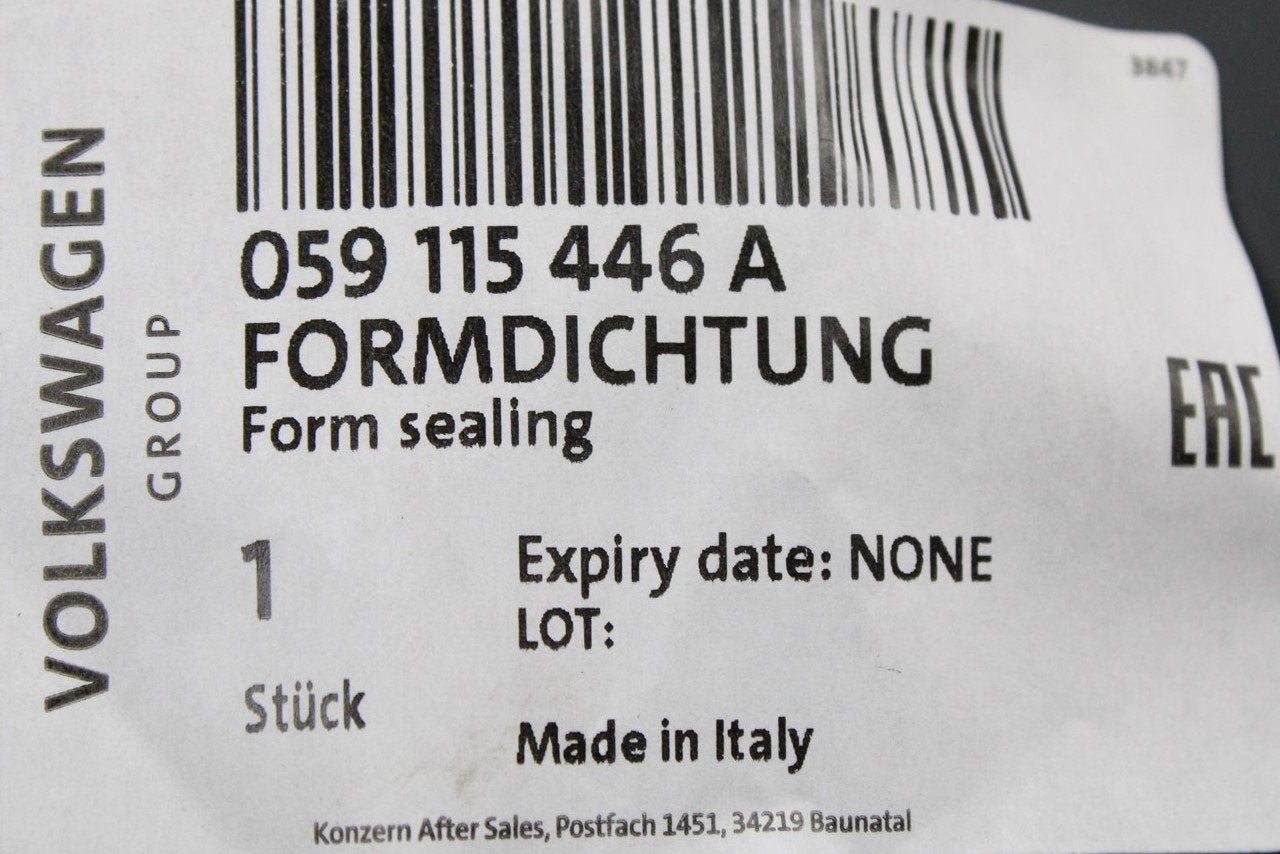 3847
059 115 446 A
FORMDICHTUNG
Form sealing
EAC
1
Stück
Expiry date: NONE
LOT:
Made in Italy
Konzern After Sales, Postfach 1451, 34219 Baunatal
VOLKSWAGEN
GROUP